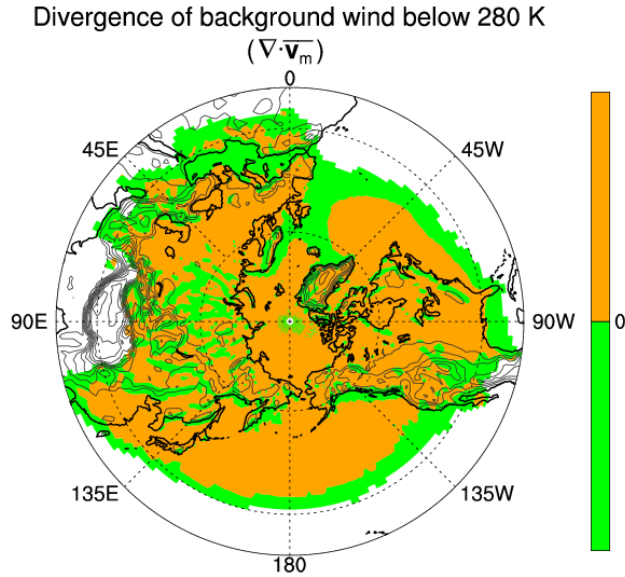 Divergence of background wind below 280 K
(∇·v̅ₘ)
0
45E 45W
90E 90W 0
135E 135W
180